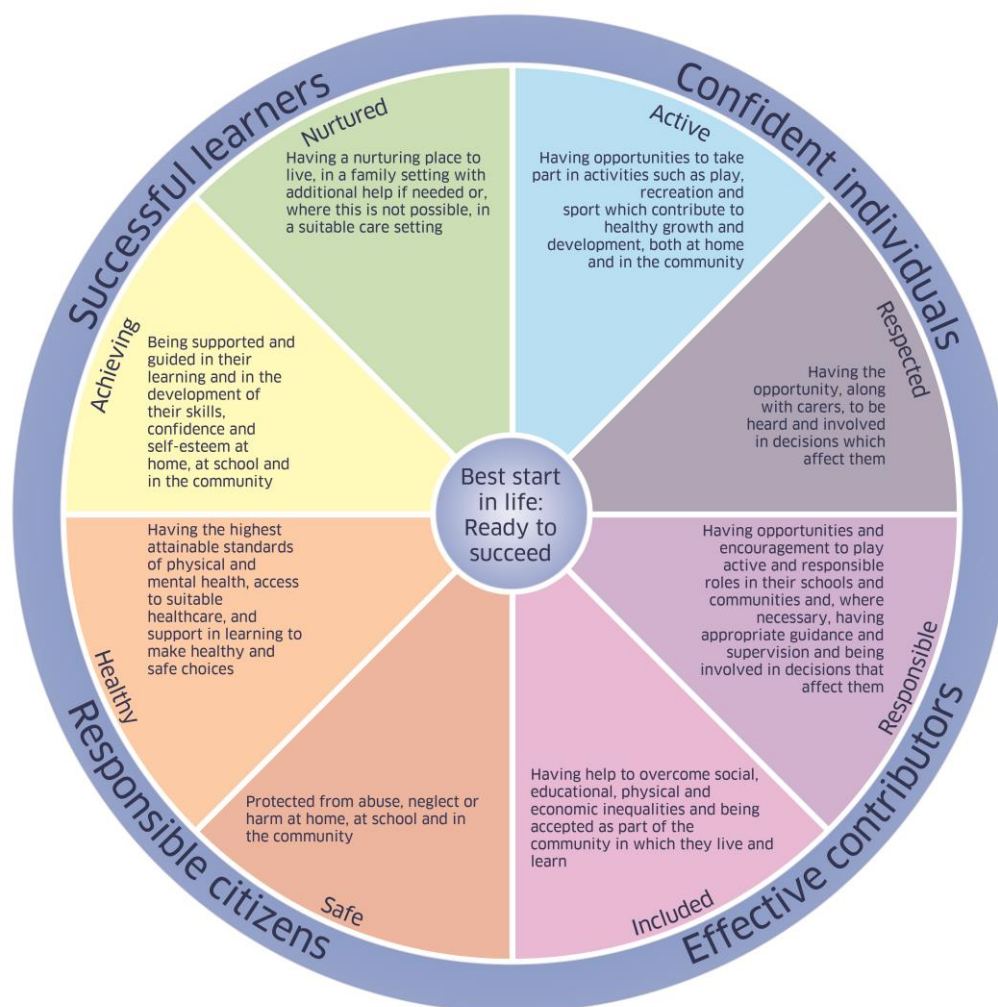 Successful learners
Confident individuals
Nurtured
Having a nurturing place to
live, in a family setting with
additional help if needed or,
where this is not possible, in
a suitable care setting
Active
Having opportunities to take
part in activities such as play,
recreation and
sport which contribute to
healthy growth and
development, both at home
and in the community
Achieving
Being supported and
guided in their
learning and in the
development of
their skills,
confidence and
self-esteem at
home, at school and
in the community
Respected
Having the
opportunity, along
with carers, to be
heard and involved
in decisions which
affect them
Best start
in life:
Ready to
succeed
Healthy
Having the highest
attainable standards
of physical and
mental health, access
to suitable
healthcare, and
support in learning to
make healthy and
safe choices
Responsible
Having opportunities and
encouragement to play
active and responsible
roles in their schools and
communities and, where
necessary, having
appropriate guidance and
supervision and being
involved in decisions that
affect them
Safe
Protected from abuse, neglect or
harm at home, at school and in
the community
Included
Having help to overcome social,
educational, physical and
economic inequalities and being
accepted as part of the
community in which they live and
learn
Responsible citizens
Effective contributors